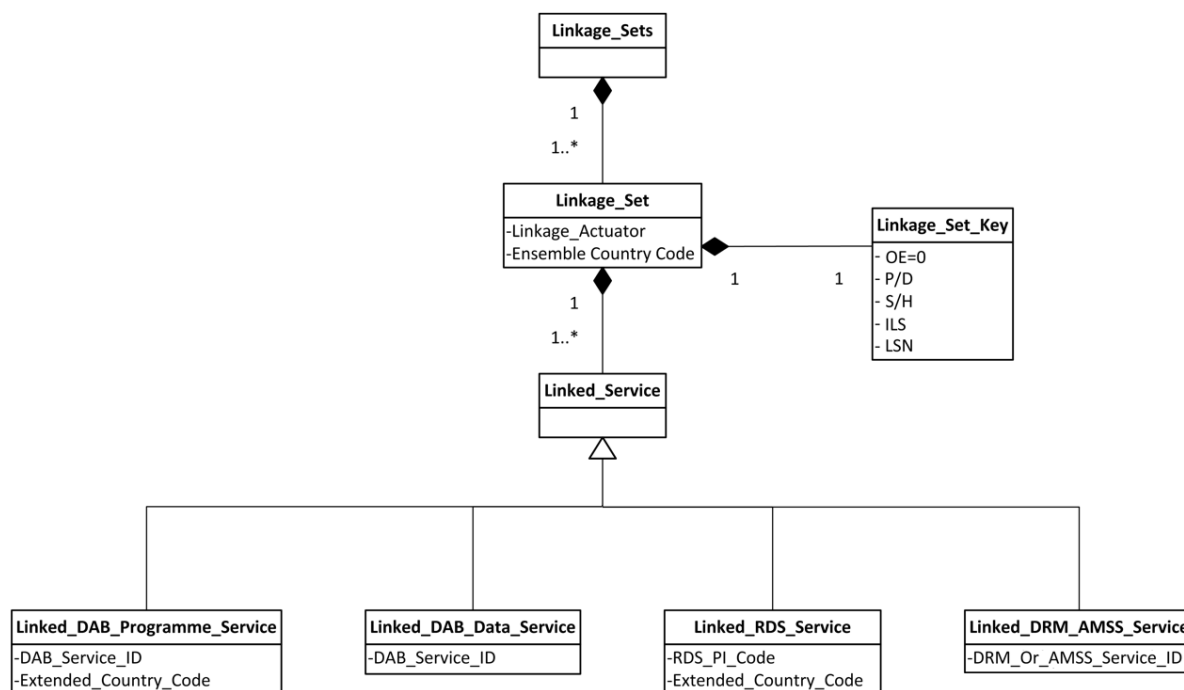 Linkage_Sets
1
1..*
Linkage_Set
-Linkage_Actuator
-Ensemble Country Code
1
1
Linkage_Set_Key
- OE=0
- P/D
- S/H
- ILS
- LSN
1
1..*
Linked_Service
Linked_DAB_Programme_Service
-DAB_Service_ID
-Extended_Country_Code
Linked_DAB_Data_Service
-DAB_Service_ID
Linked_RDS_Service
-RDS_PI_Code
-Extended_Country_Code
Linked_DRM_AMSS_Service
-DRM_Or_AMSS_Service_ID